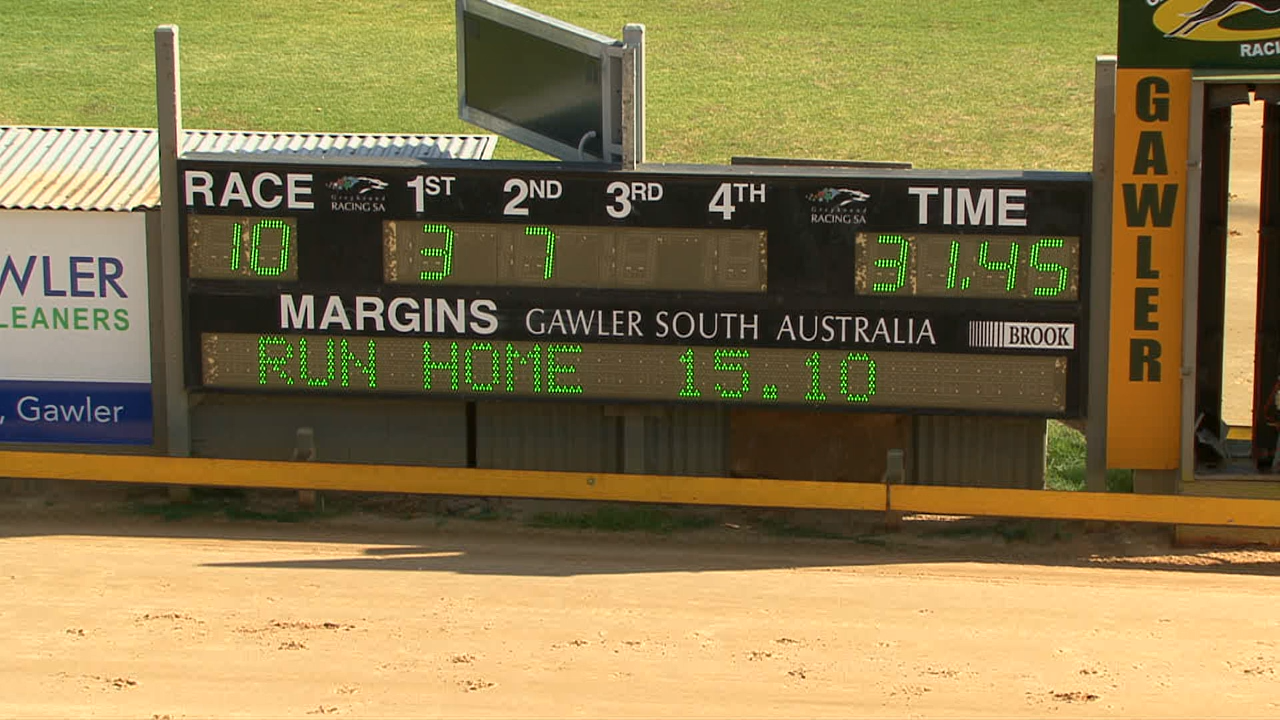 RACI
RACE Greyhound RACING SA 1ST 2ND 3RD 4TH Greyhound RACING SA TIME
10 3 7 31.45
MARGINS GAWLER SOUTH AUSTRALIA BROOK
RUN HOME 15.10
GAWLER
WLER
LEANERS
, Gawler